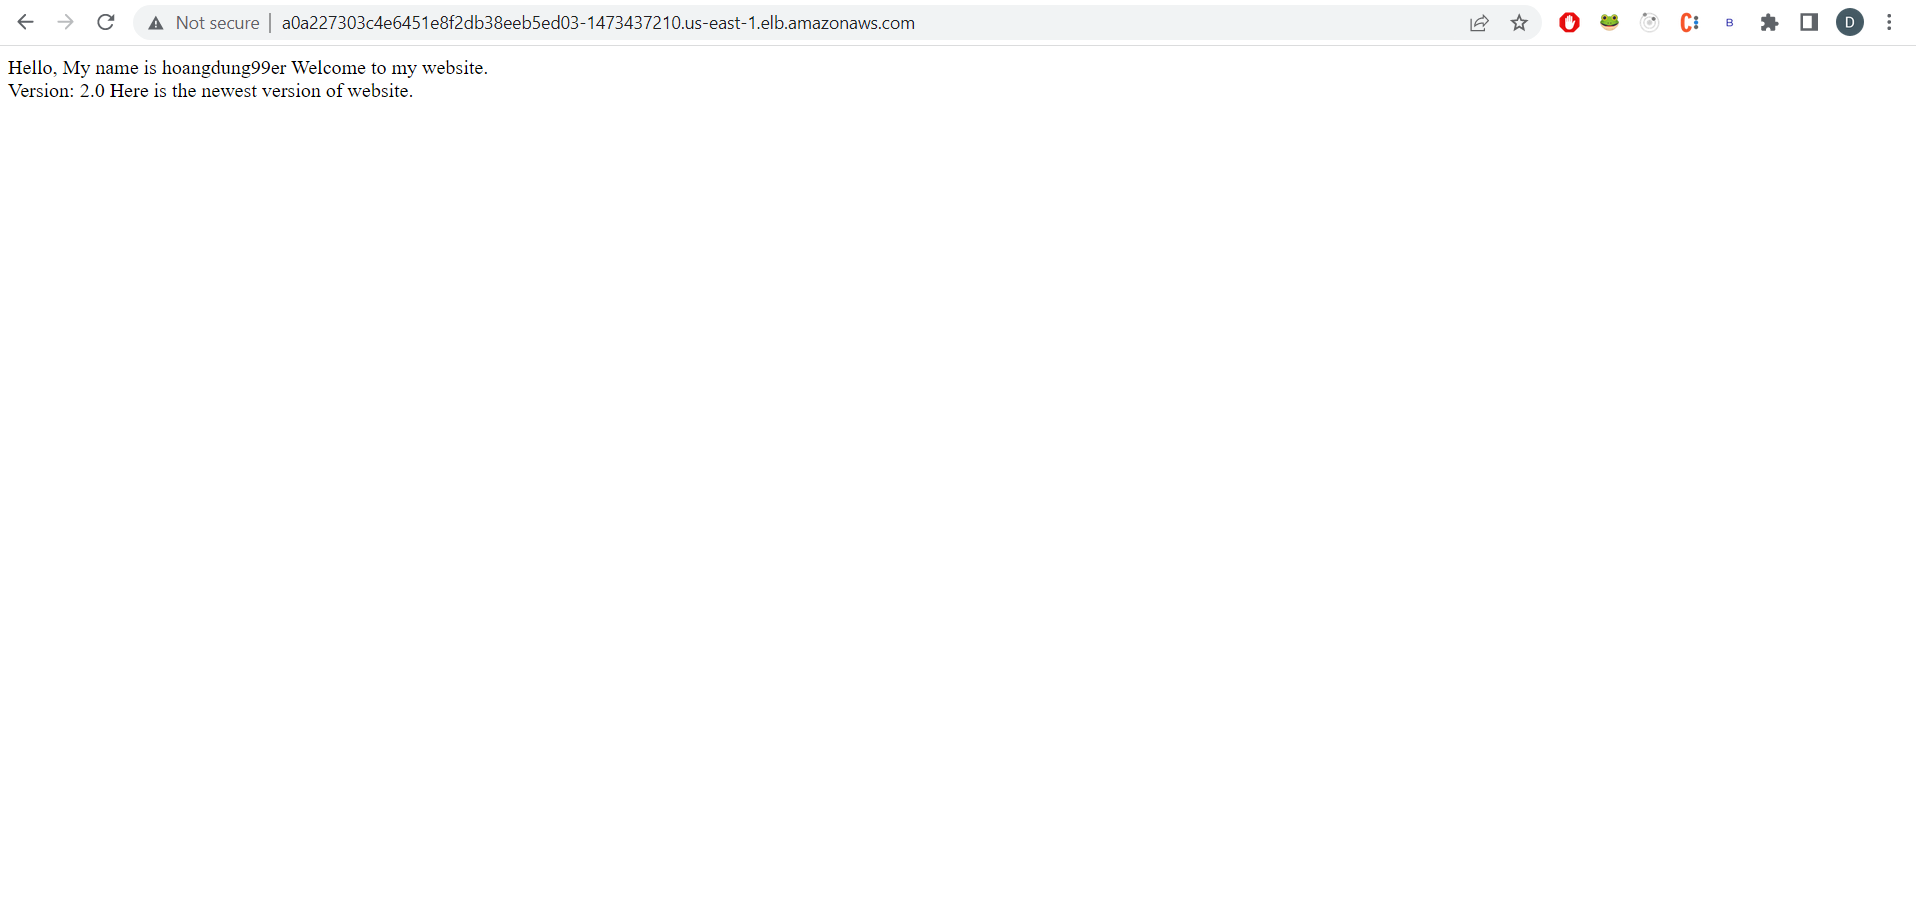 Not secure | a0a227303c4e6451e8f2db38eeb5ed03-1473437210.us-east-1.elb.amazonaws.com
C
B
D
Hello, My name is hoangdung99er Welcome to my website.
Version: 2.0 Here is the newest version of website.